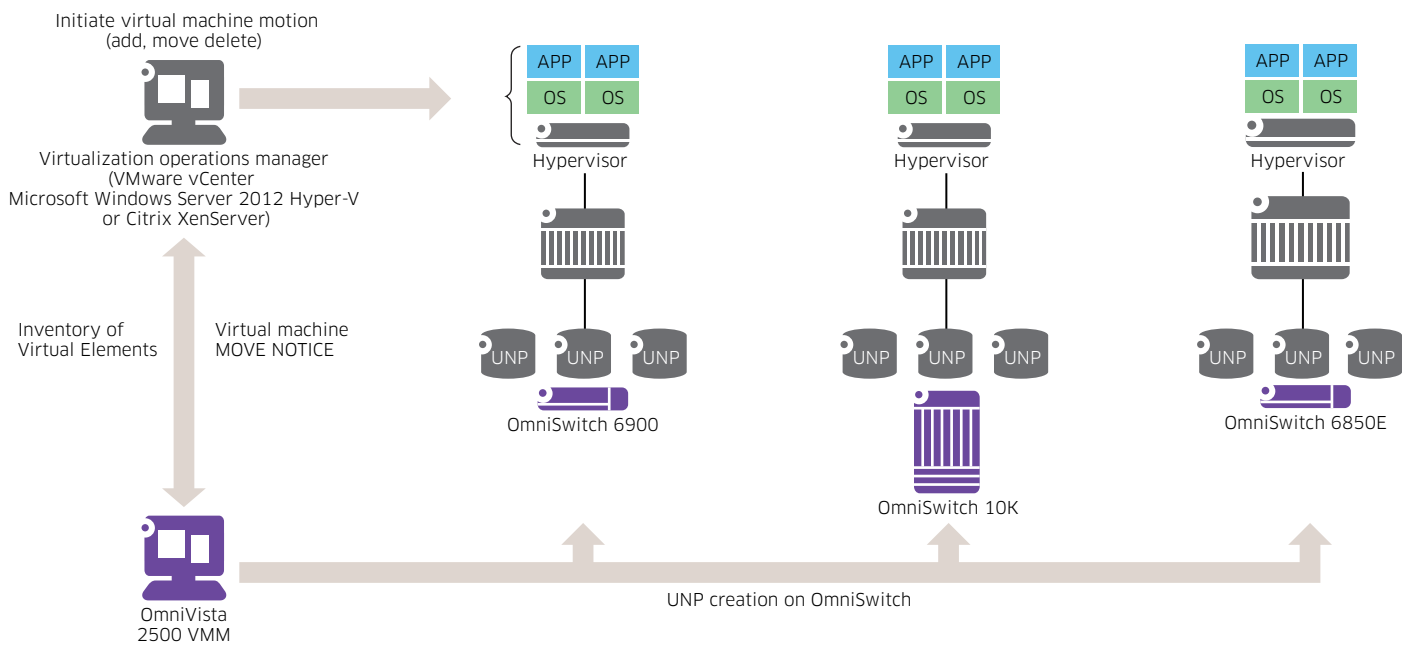 Initiate virtual machine motion
(add, move delete)
Virtualization operations manager
(VMware vCenter
Microsoft Windows Server 2012 Hyper-V
or Citrix XenServer)
Inventory of
Virtual Elements
Virtual machine
MOVE NOTICE
OmniVista
2500 VMM
APP APP
OS OS
Hypervisor
UNP UNP UNP
OmniSwitch 6900
APP APP
OS OS
Hypervisor
UNP UNP UNP
OmniSwitch 10K
APP APP
OS OS
Hypervisor
UNP UNP UNP
OmniSwitch 6850E
UNP creation on OmniSwitch